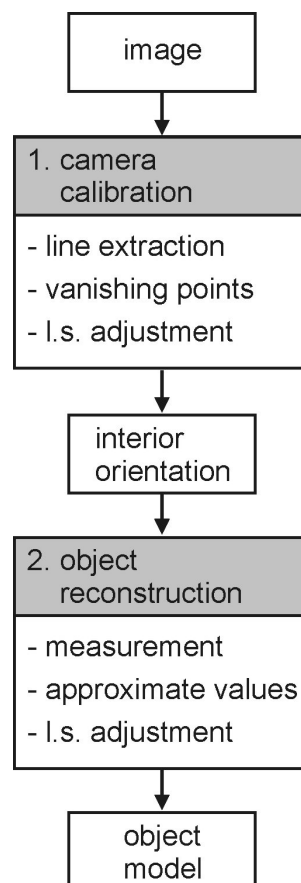 image
1. camera
calibration
- line extraction
- vanishing points
- l.s. adjustment
interior
orientation
2. object
reconstruction
- measurement
- approximate values
- l.s. adjustment
object
model